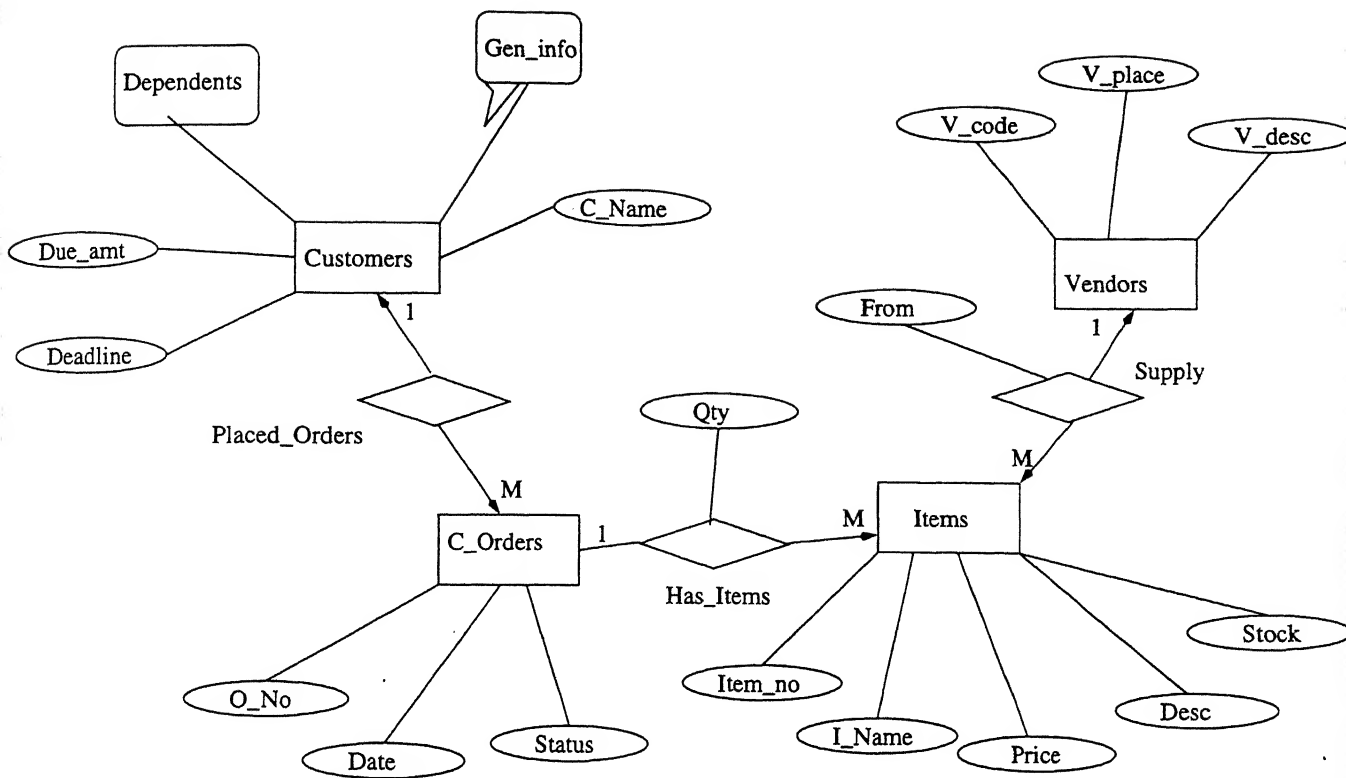 Gen_info
Dependents
V_place
V_code
V_desc
C_Name
Due_amt
Customers
Vendors
From
1
1
Deadline
Supply
Qty
Placed_Orders
M
M
M
Items
1
C_Orders
Has_Items
Stock
Item_no
O_No
Desc
I_Name
Status
Price
Date